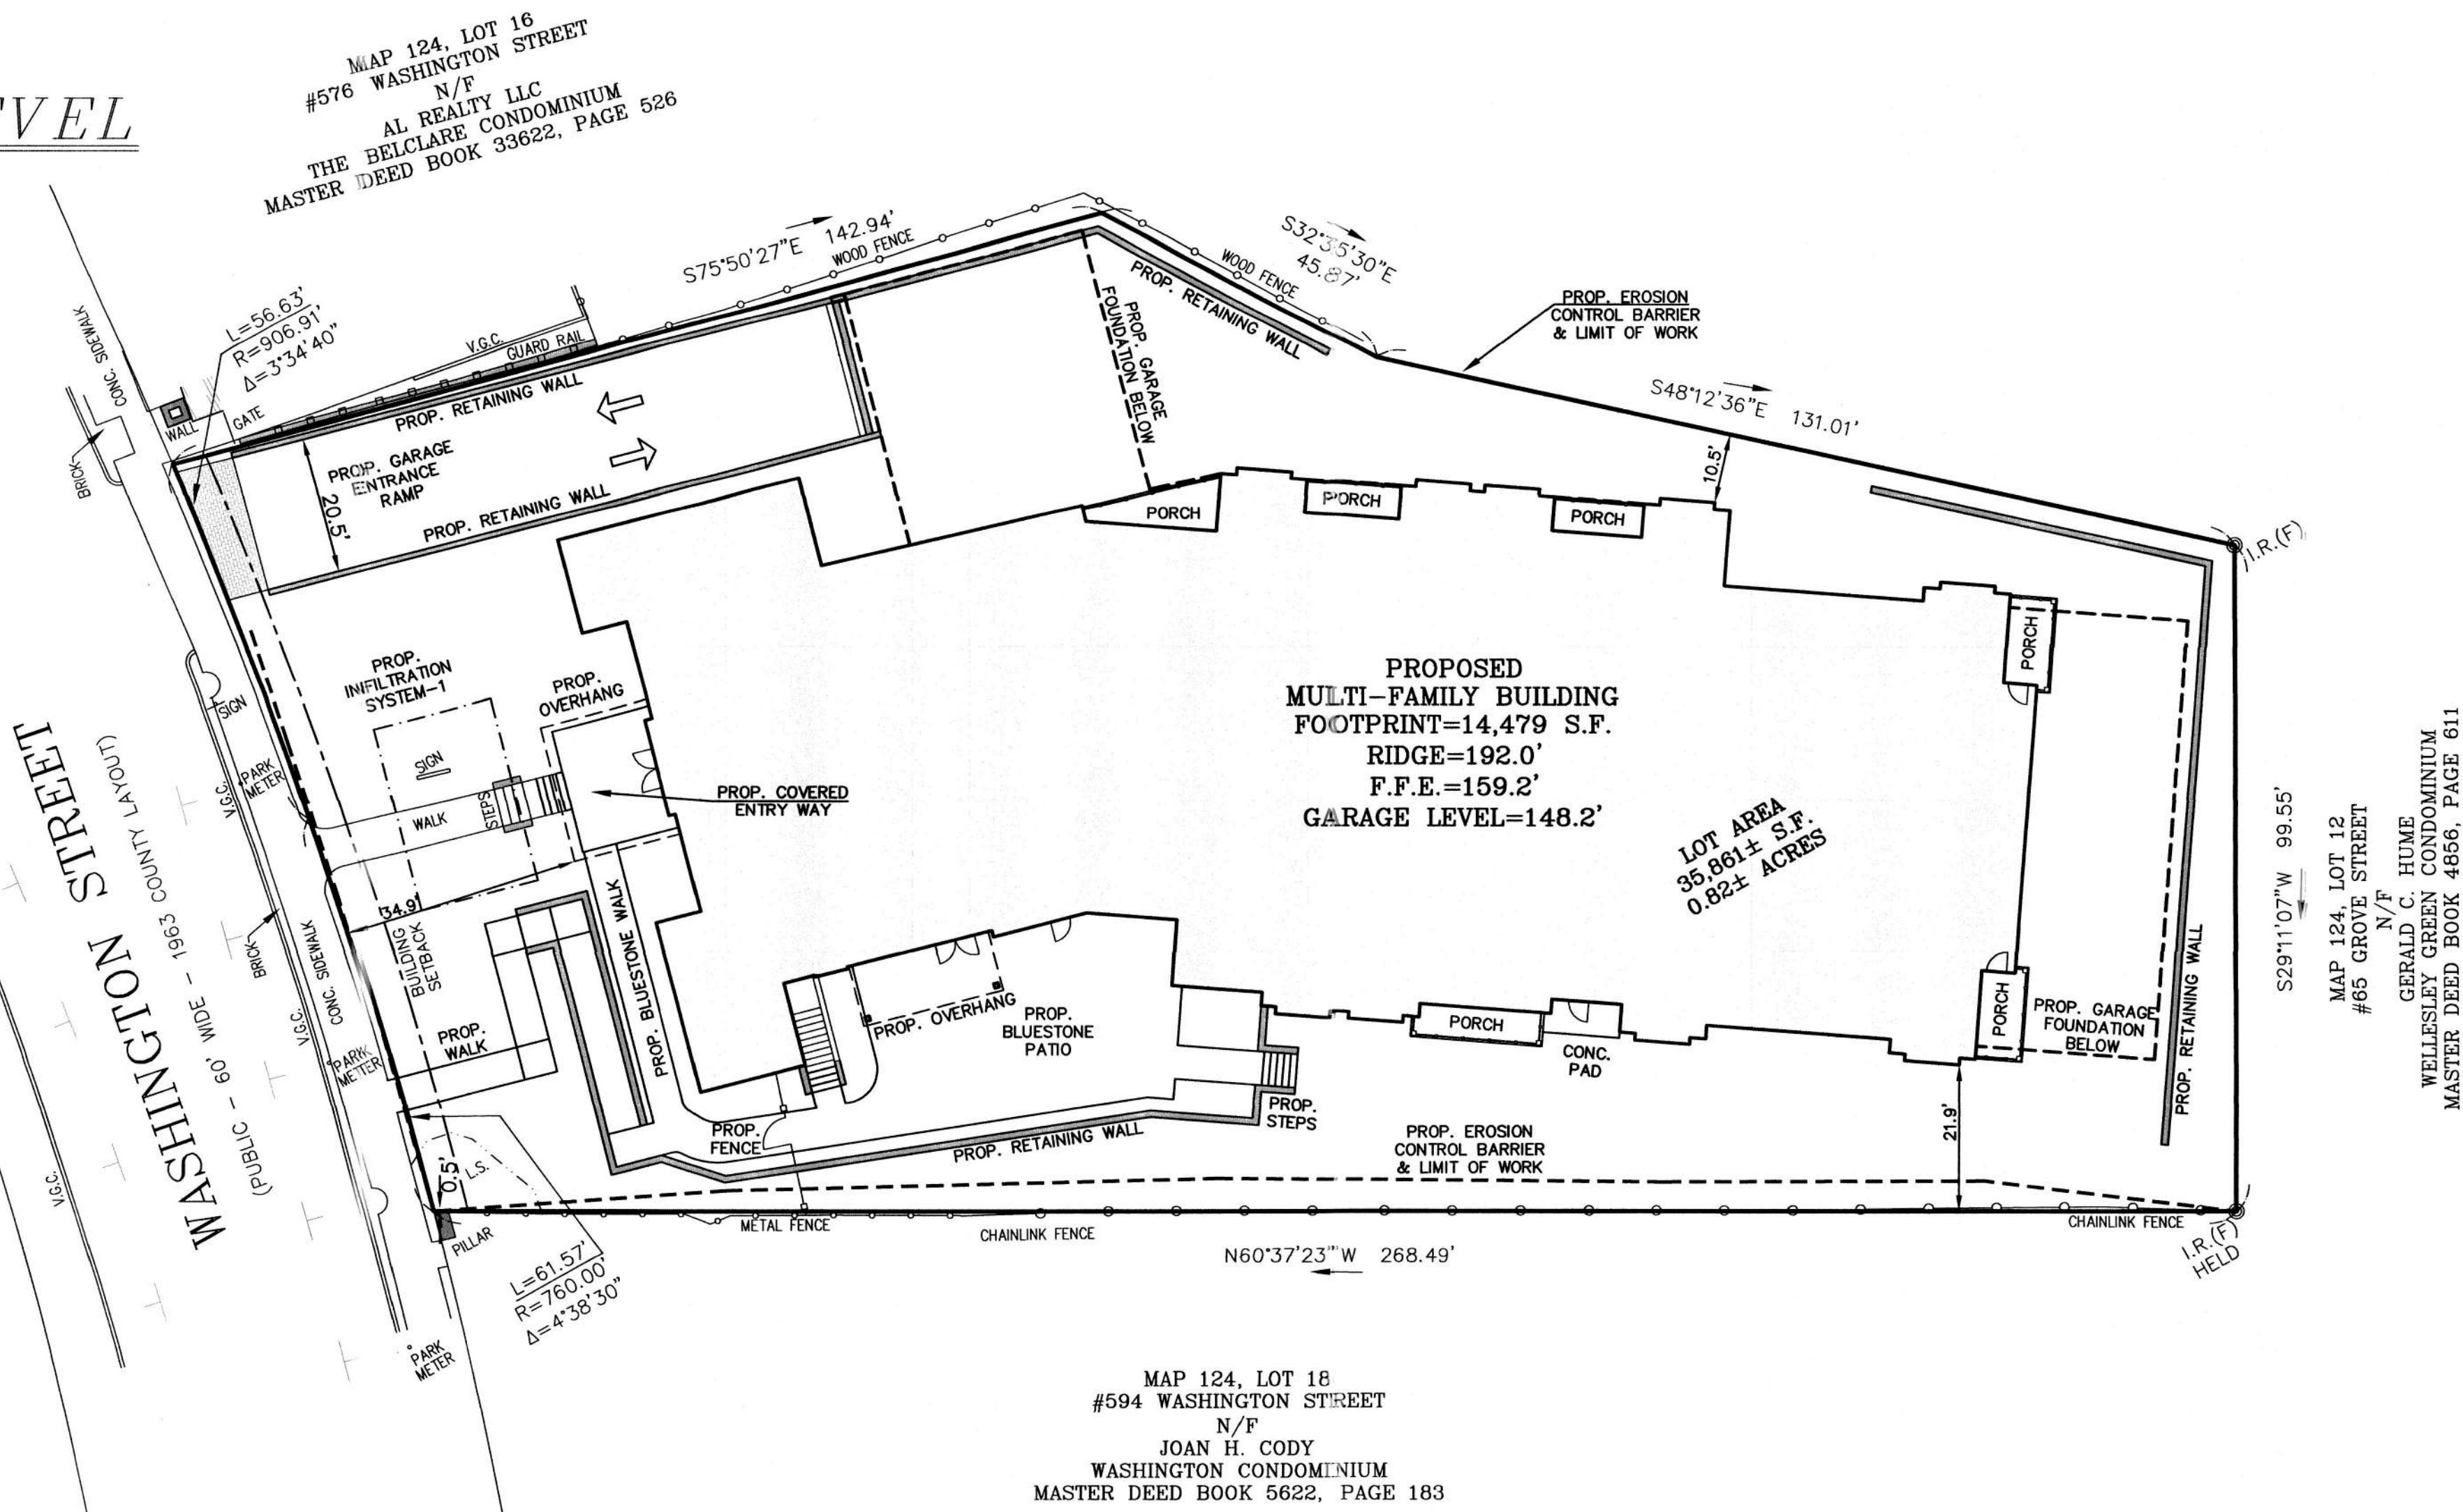 MAP 124, LOT 16
#576 WASHINGTON STREET
N/F
AL REALTY LLC
THE BELCLARE CONDOMINIUM
MASTER DEED BOOK 33622, PAGE 526
S75°50'27"E 142.94'
WOOD FENCE
S32°35'30"E
45.87'
WOOD FENCE
PROP. RETAINING WALL
PROP. GARAGE
FOUNDATION BELOW
PROP. EROSION
CONTROL BARRIER
& LIMIT OF WORK
S48°12'36"E 131.01'
10.5'
I.R.(F)
L=56.63'
R=906.91'
Δ=3°34'40"
CONC. SIDEWALK
BRICK
WALL
GATE
V.G.C.
GUARD RAIL
PROP. RETAINING WALL
PROP. GARAGE
ENTRANCE
RAMP
20.5'
PROP. RETAINING WALL
PORCH
PORCH
PORCH
PORCH
PROP.
INFILTRATION
SYSTEM-1
PROP.
OVERHANG
SIGN
SIGN
PARK
METER
V.G.C.
WALK
STEPS
PROP. COVERED
ENTRY WAY
PROPOSED
MULTI-FAMILY BUILDING
FOOTPRINT=14,479 S.F.
RIDGE=192.0'
F.F.E.=159.2'
GARAGE LEVEL=148.2'
LOT AREA
35,861± S.F.
0.82± ACRES
WASHINGTON STREET
(PUBLIC - 60' WIDE - 1963 COUNTY LAYOUT)
BRICK
V.G.C.
CONC. SIDEWALK
34.9'
BUILDING
SETBACK
PROP. BLUESTONE WALK
PROP.
WALK
PARK
METER
V.G.C.
PROP. OVERHANG
PROP.
BLUESTONE
PATIO
PORCH
CONC.
PAD
PORCH
PROP. GARAGE
FOUNDATION
BELOW
PROP. RETAINING WALL
S29°11'07"W 99.55'
MAP 124, LOT 12
#65 GROVE STREET
N/F
GERALD C. HUME
WELLESLEY GREEN CONDOMINIUM
MASTER DEED BOOK 4856, PAGE 611
PROP.
FENCE
PROP. RETAINING WALL
PROP.
STEPS
PROP. EROSION
CONTROL BARRIER
& LIMIT OF WORK
21.9'
0.5'
L.S.
PILLAR
METAL FENCE
CHAINLINK FENCE
CHAINLINK FENCE
I.R.(F)
HELD
N60°37'23"W 268.49'
L=61.57'
R=760.00'
Δ=4°38'30"
PARK
METER
MAP 124, LOT 18
#594 WASHINGTON STREET
N/F
JOAN H. CODY
WASHINGTON CONDOMINIUM
MASTER DEED BOOK 5622, PAGE 183